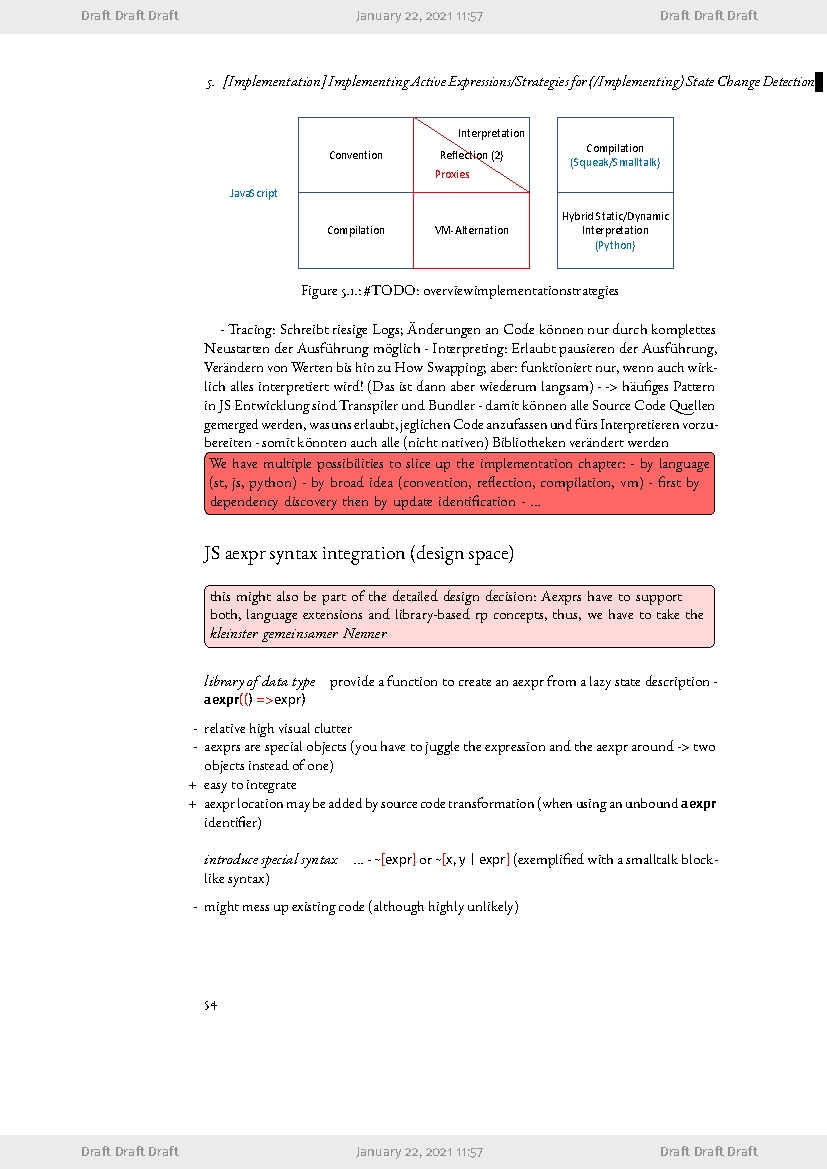 Draft Draft Draft January 22, 2021 11:57 Draft Draft Draft
5. [Implementation] Implementing Active Expressions/Strategies for (/Implementing) State Change Detection
Interpretation
Convention
Reflection (2)
Proxies
Compilation
(Squeak/Smalltalk)
JavaScript
Compilation
VM-Alternation
Hybrid Static/Dynamic
Interpretation
(Python)
Figure 5.1.: #TODO: overviewimplementationstrategies
- Tracing: Schreibt riesige Logs; Änderungen an Code können nur durch komplettes
Neustarten der Ausführung möglich - Interpreting: Erlaubt pausieren der Ausführung,
Verändern von Werten bis hin zu How Swapping; aber: funktioniert nur, wenn auch wirk-
lich alles interpretiert wird! (Das ist dann aber wiederum langsam) - -> häufiges Pattern
in JS Entwicklung sind Transpiler und Bundler - damit können alle Source Code Quellen
gemerged werden, was uns erlaubt, jeglichen Code anzufassen und fürs Interpretieren vorzu-
bereiten - somit könnten auch alle (nicht nativen) Bibliotheken verändert werden
We have multiple possibilities to slice up the implementation chapter: - by language
(st, js, python) - by broad idea (convention, reflection, compilation, vm) - first by
dependency discovery then by update identification - ...
JS aexpr syntax integration (design space)
this might also be part of the detailed design decision: Aexprs have to support
both, language extensions and library-based rp concepts, thus, we have to take the
kleinster gemeinsamer Nenner
library of data type provide a function to create an aexpr from a lazy state description -
aexpr(() =>expr)
- relative high visual clutter
- aexprs are special objects (you have to juggle the expression and the aexpr around -> two
objects instead of one)
+ easy to integrate
+ aexpr location may be added by source code transformation (when using an unbound aexpr
identifier)
introduce special syntax ... - ~[expr] or ~[x, y | expr] (exemplified with a smalltalk block-
like syntax)
- might mess up existing code (although highly unlikely)
54
Draft Draft Draft January 22, 2021 11:57 Draft Draft Draft